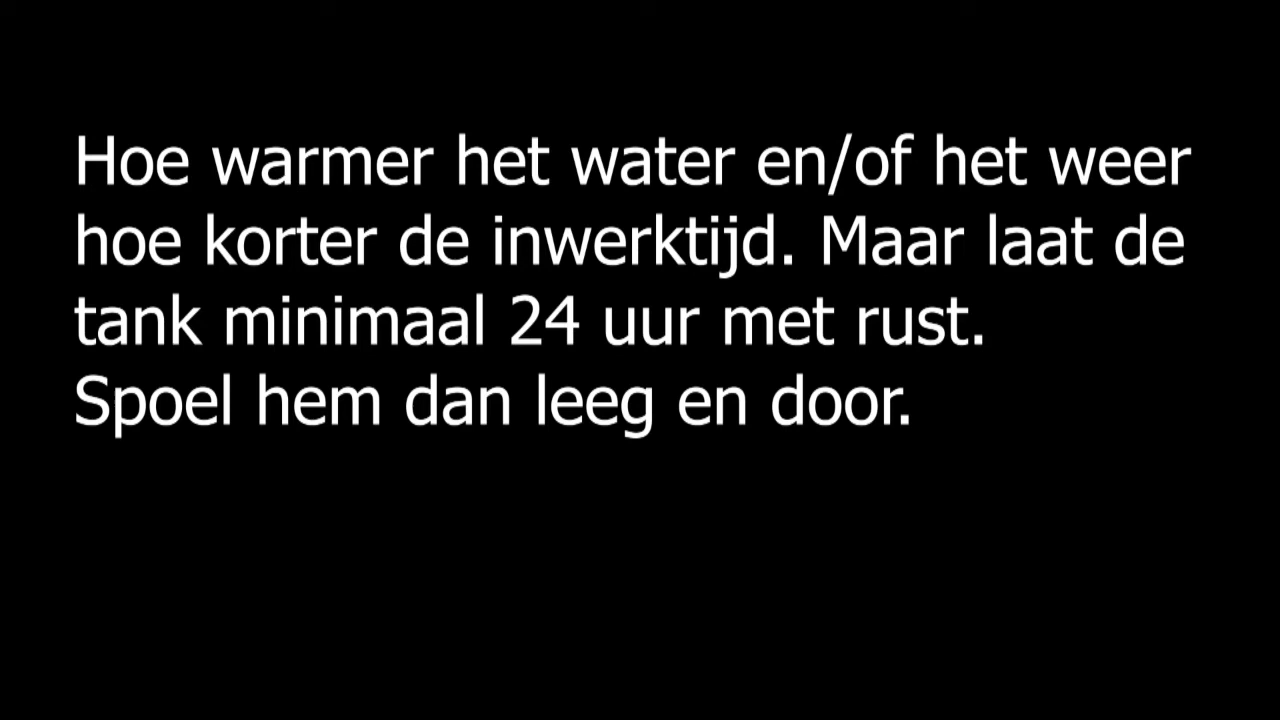 Hoe warmer het water en/of het weer
hoe korter de inwerktijd. Maar laat de
tank minimaal 24 uur met rust.
Spoel hem dan leeg en door.